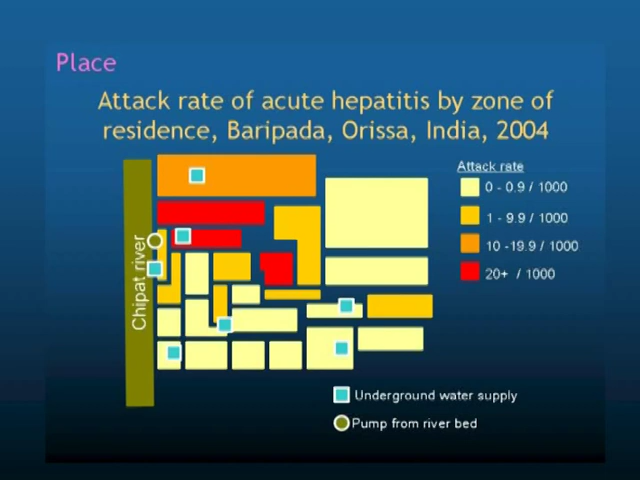 Place
Attack rate of acute hepatitis by zone of
residence, Baripada, Orissa, India, 2004
Attack rate
0 - 0.9 / 1000
1 - 9.9 / 1000
10 -19.9 / 1000
20+ / 1000
Chipat river
Underground water supply
Pump from river bed